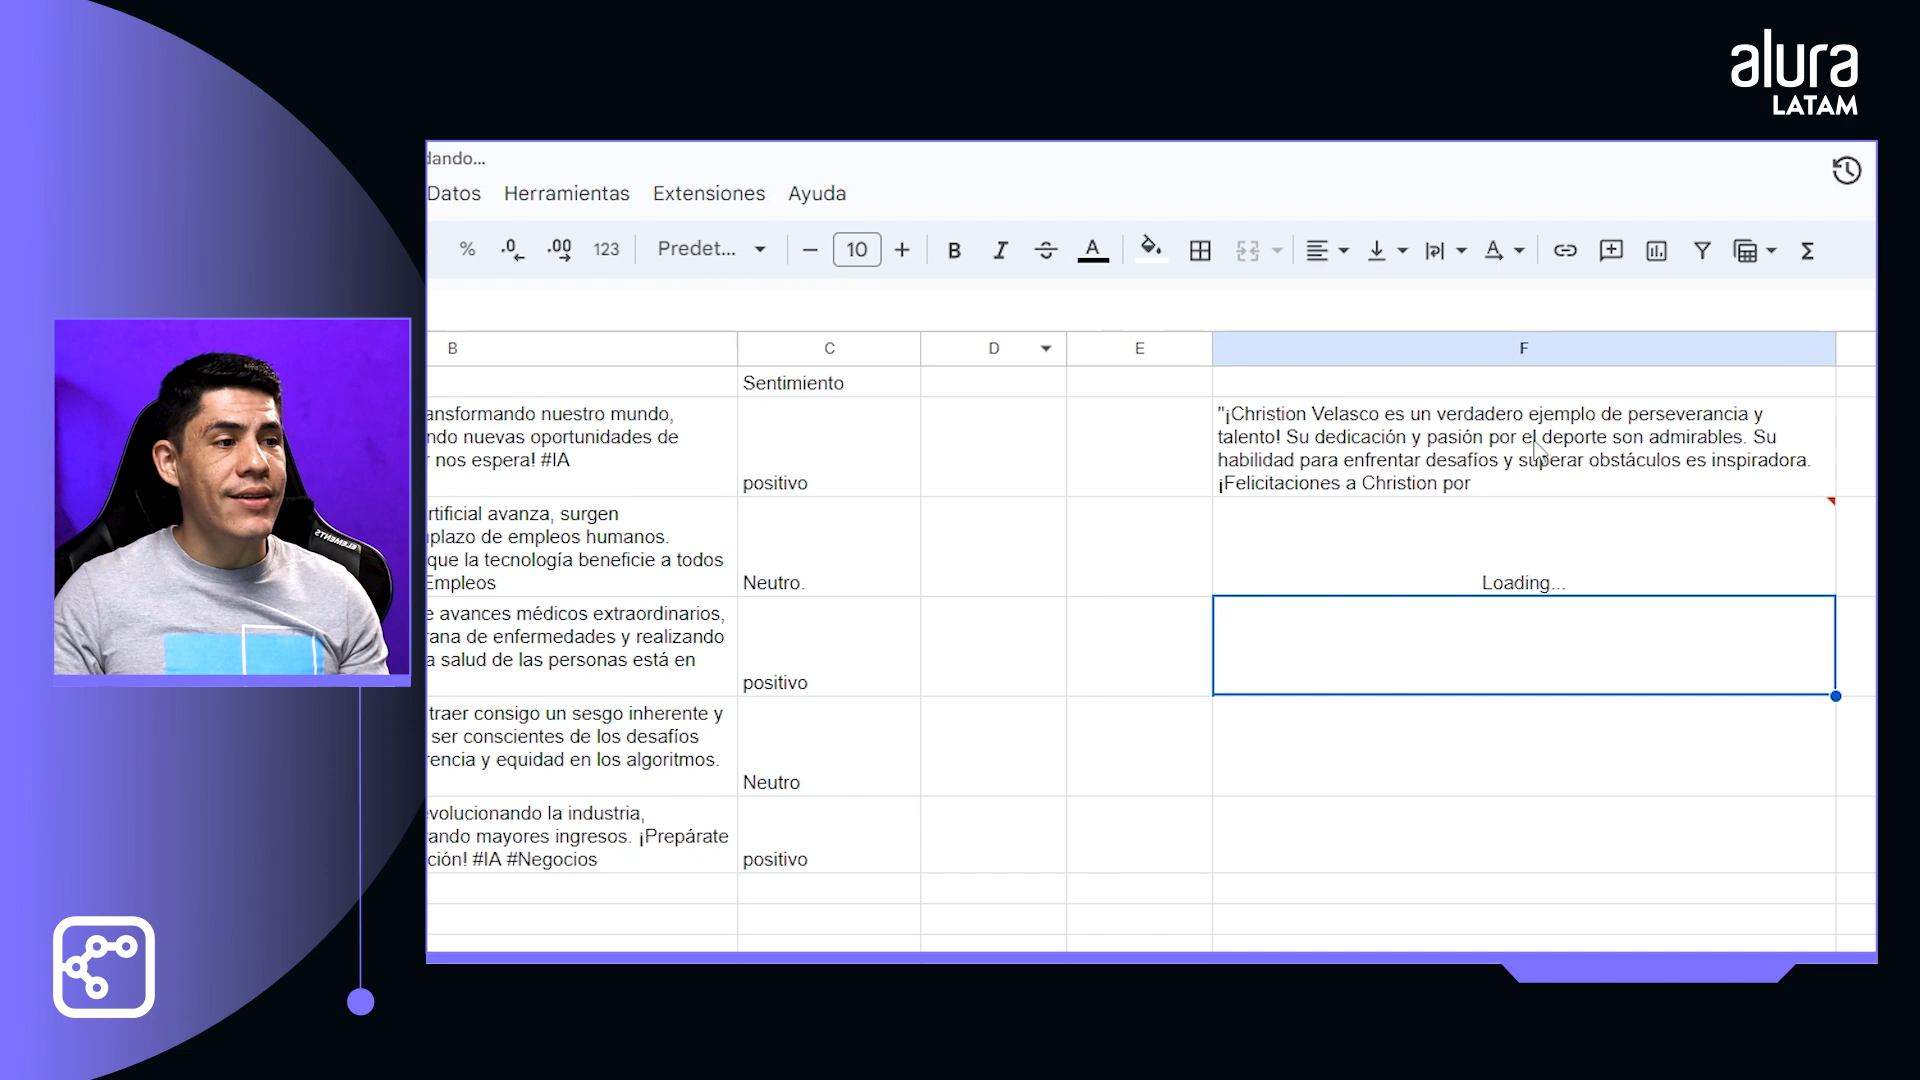 alura
LATAM
dando...
Datos Herramientas Extensiones Ayuda
% .0 .00 123 Predet... − 10 + B I A
B C D E F
Sentimiento
ansformando nuestro mundo,
ndo nuevas oportunidades de
r nos espera! #IA
positivo
"¡Christion Velasco es un verdadero ejemplo de perseverancia y
talento! Su dedicación y pasión por el deporte son admirables. Su
habilidad para enfrentar desafíos y superar obstáculos es inspiradora.
¡Felicitaciones a Christion por
rtificial avanza, surgen
plazo de empleos humanos.
que la tecnología beneficie a todos
Empleos
Neutro.
Loading...
e avances médicos extraordinarios,
rana de enfermedades y realizando
a salud de las personas está en
positivo
traer consigo un sesgo inherente y
ser conscientes de los desafíos
rencia y equidad en los algoritmos.
Neutro
evolucionando la industria,
ando mayores ingresos. ¡Prepárate
ción! #IA #Negocios
positivo